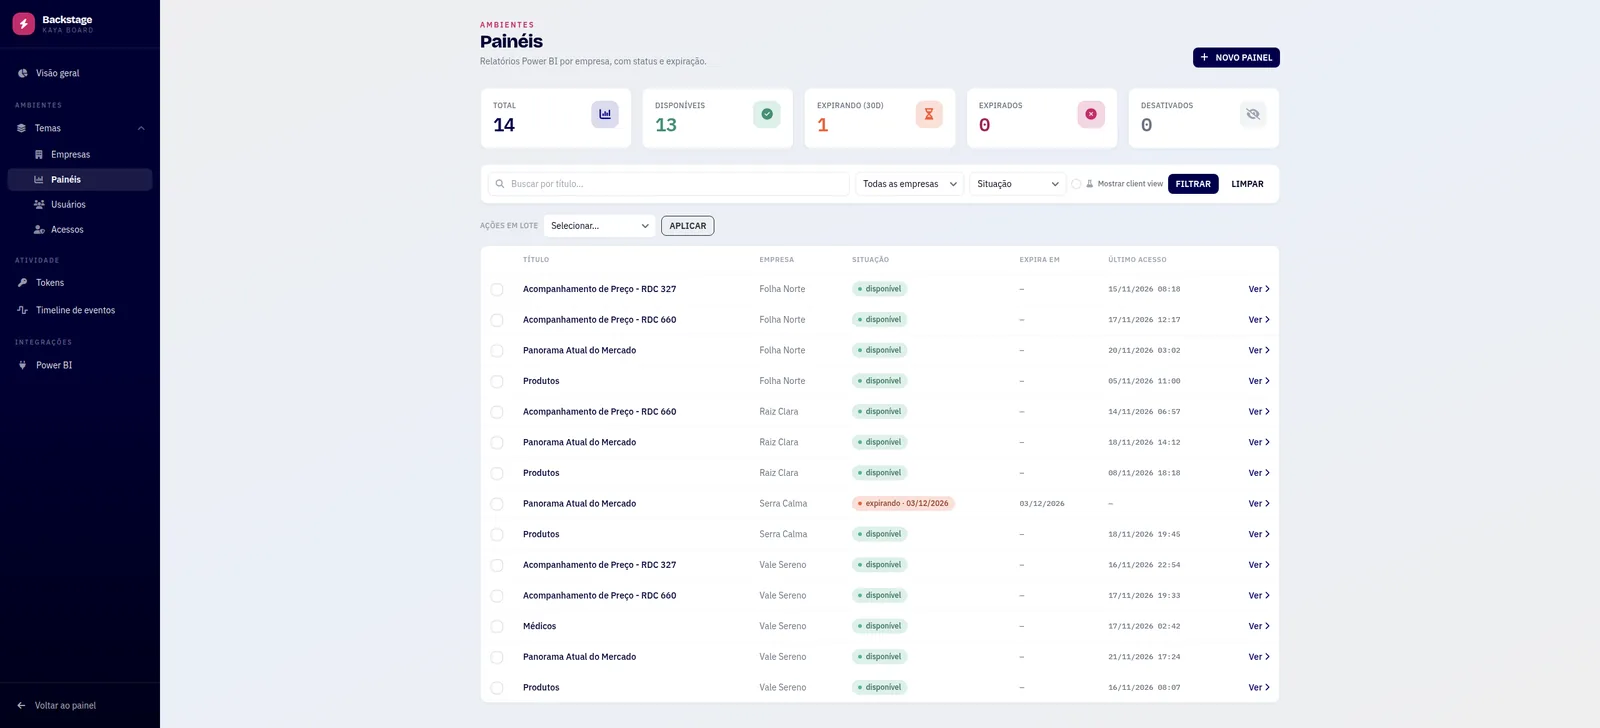 Backstage
KAYA BOARD
Visão geral
AMBIENTES
Temas
Empresas
Painéis
Usuários
Acessos
ATIVIDADE
Tokens
Timeline de eventos
INTEGRAÇÕES
Power BI
Voltar ao painel
AMBIENTES
Painéis
Relatórios Power BI por empresa, com status e expiração.
+ NOVO PAINEL
TOTAL
14
DISPONÍVEIS
13
EXPIRANDO (30D)
1
EXPIRADOS
0
DESATIVADOS
0
Buscar por título...
Todas as empresas
Situação
Mostrar client view
FILTRAR
LIMPAR
AÇÕES EM LOTE
Selecionar...
APLICAR
TÍTULO EMPRESA SITUAÇÃO EXPIRA EM ÚLTIMO ACESSO
Acompanhamento de Preço - RDC 327 Folha Norte disponível – 15/11/2026 08:18 Ver
Acompanhamento de Preço - RDC 660 Folha Norte disponível – 17/11/2026 12:17 Ver
Panorama Atual do Mercado Folha Norte disponível – 20/11/2026 03:02 Ver
Produtos Folha Norte disponível – 05/11/2026 11:00 Ver
Acompanhamento de Preço - RDC 660 Raiz Clara disponível – 14/11/2026 06:57 Ver
Panorama Atual do Mercado Raiz Clara disponível – 18/11/2026 14:12 Ver
Produtos Raiz Clara disponível – 08/11/2026 18:18 Ver
Panorama Atual do Mercado Serra Calma expirando · 03/12/2026 03/12/2026 – Ver
Produtos Serra Calma disponível – 18/11/2026 19:45 Ver
Acompanhamento de Preço - RDC 327 Vale Sereno disponível – 16/11/2026 22:54 Ver
Acompanhamento de Preço - RDC 660 Vale Sereno disponível – 17/11/2026 19:33 Ver
Médicos Vale Sereno disponível – 17/11/2026 02:42 Ver
Panorama Atual do Mercado Vale Sereno disponível – 21/11/2026 17:24 Ver
Produtos Vale Sereno disponível – 16/11/2026 08:07 Ver